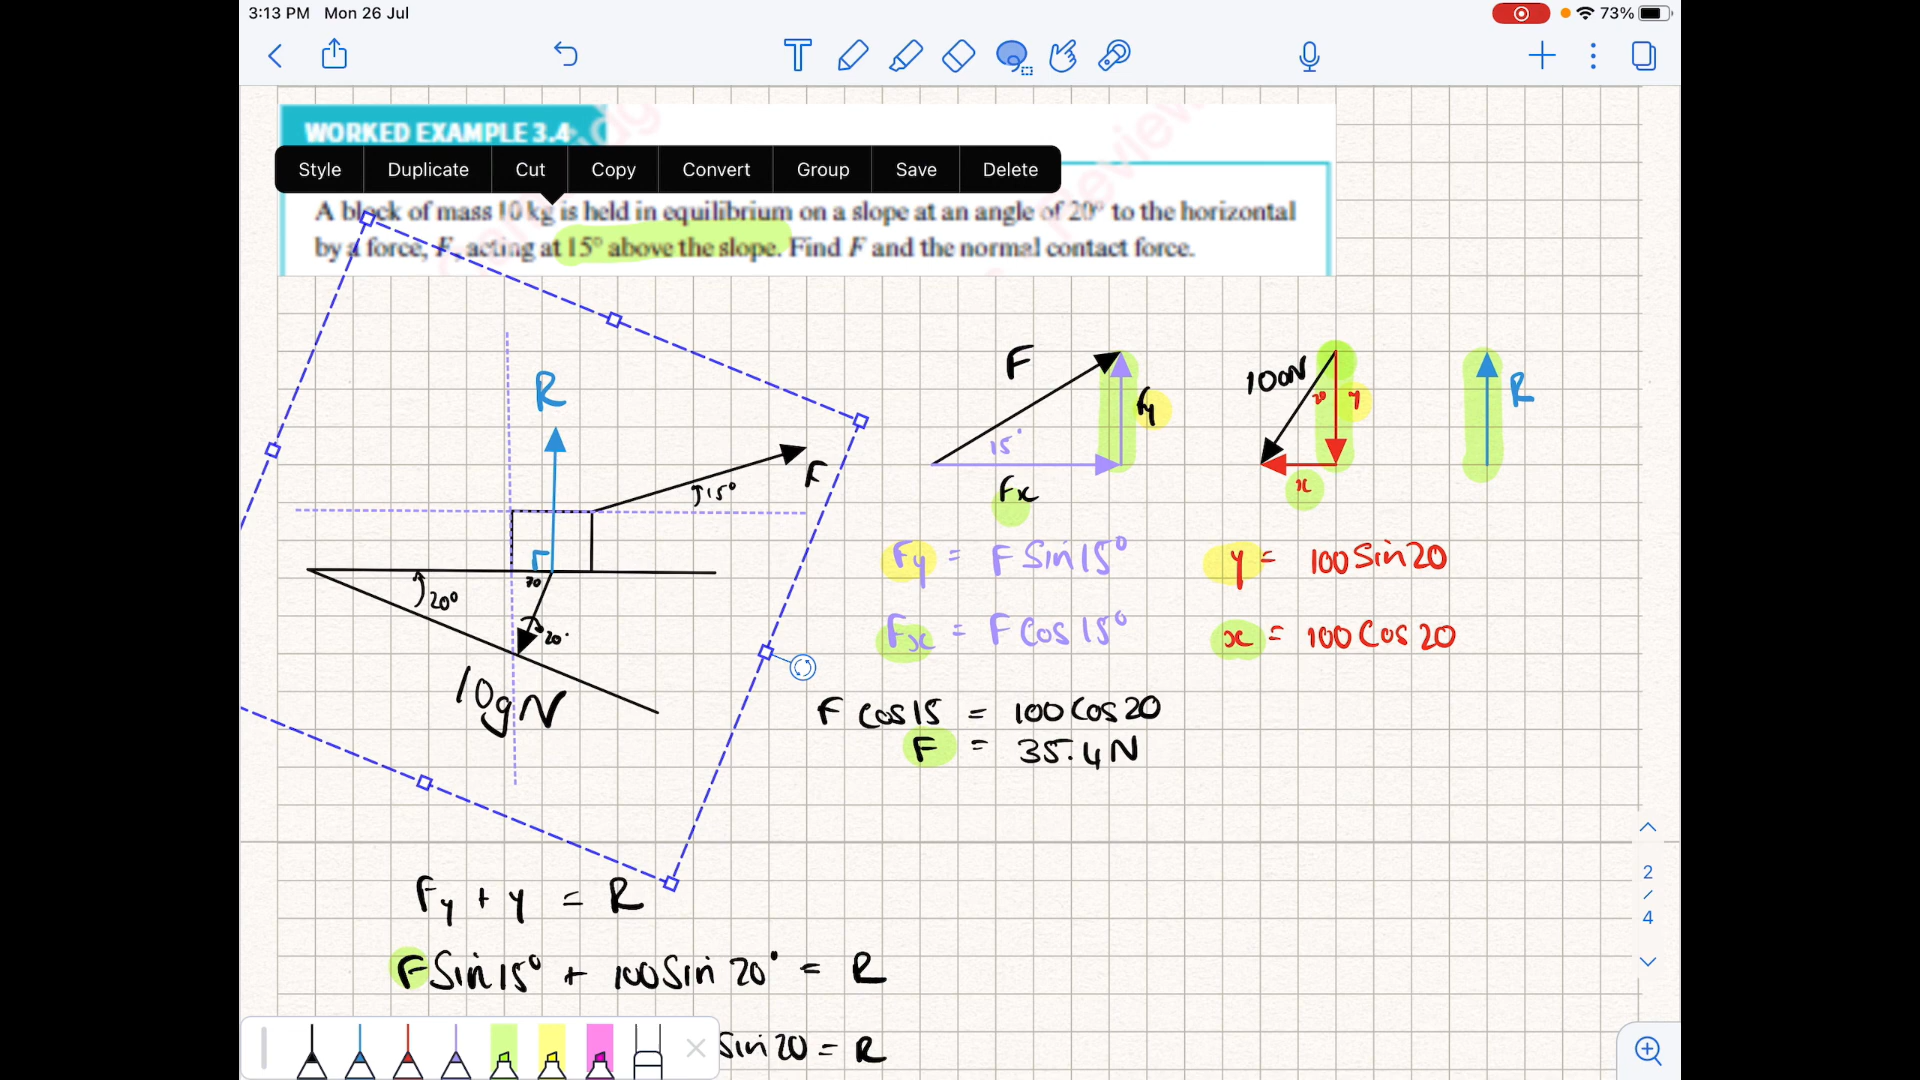 3:13 PM Mon 26 Jul
73%
T
WORKED EXAMPLE 3.4
Style Duplicate Cut Copy Convert Group Save Delete
A block of mass 10 kg is held in equilibrium on a slope at an angle of 20° to the horizontal
by a force, F, acting at 15° above the slope. Find F and the normal contact force.
R
F
15°
20°
70
20°
10gN
F
Fy
15°
Fx
100N
20
y
x
R
Fy = F Sin 15°
Fx = F Cos 15°
y = 100 Sin 20
x = 100 Cos 20
F cos 15 = 100 Cos 20
F = 35.4 N
Fy + y = R
F Sin 15° + 100 Sin 20° = R
Sin 20 = R
2
/
4